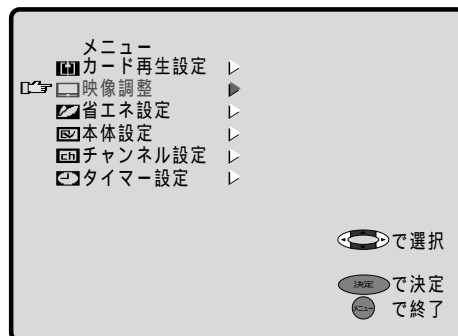 メニュー
カード再生設定
映像調整
省エネ設定
本体設定
ch チャンネル設定
タイマー設定
で選択
決定 で決定
メニュー で終了